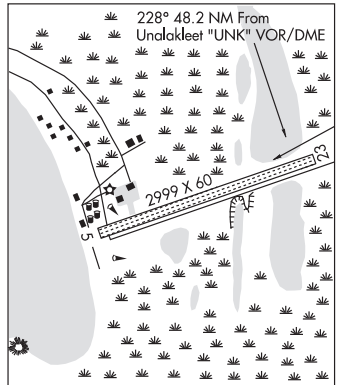 228° 48.2 NM From
Unalakleet "UNK" VOR/DME
23
2999 X 60
5